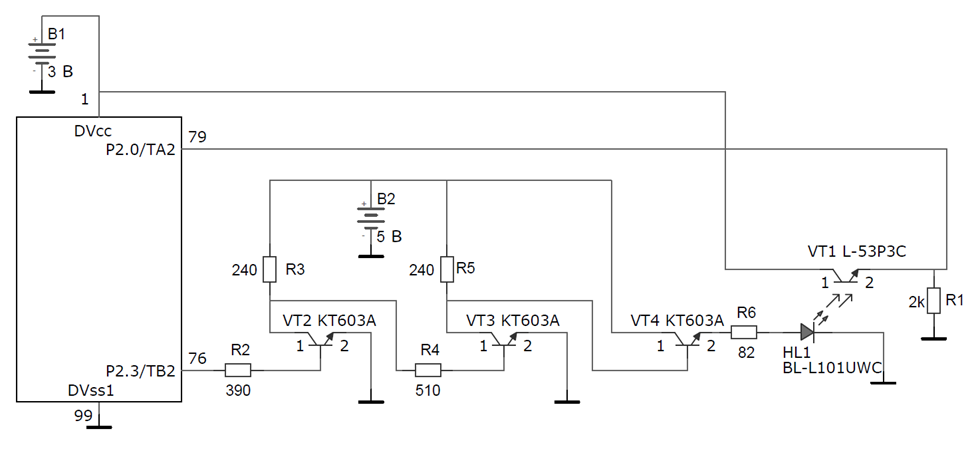 +
B1
-
3 В
1
DVcc
79
P2.0/TA2
+
B2
-
5 В
VT1 L-53P3C
1
2
240
R3
240
R5
2k
R1
VT2 KT603A
VT3 KT603A
VT4 KT603A
R6
1
2
1
2
1
2
82
HL1
BL-L101UWC
76
P2.3/TB2
R2
R4
390
510
DVss1
99